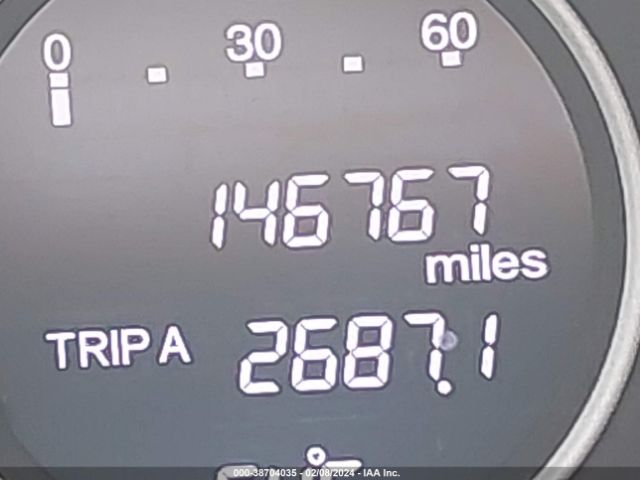 0 30 60
146767
miles
TRIP A 2687.1
000-38704035 - 02/08/2024 - IAA Inc.